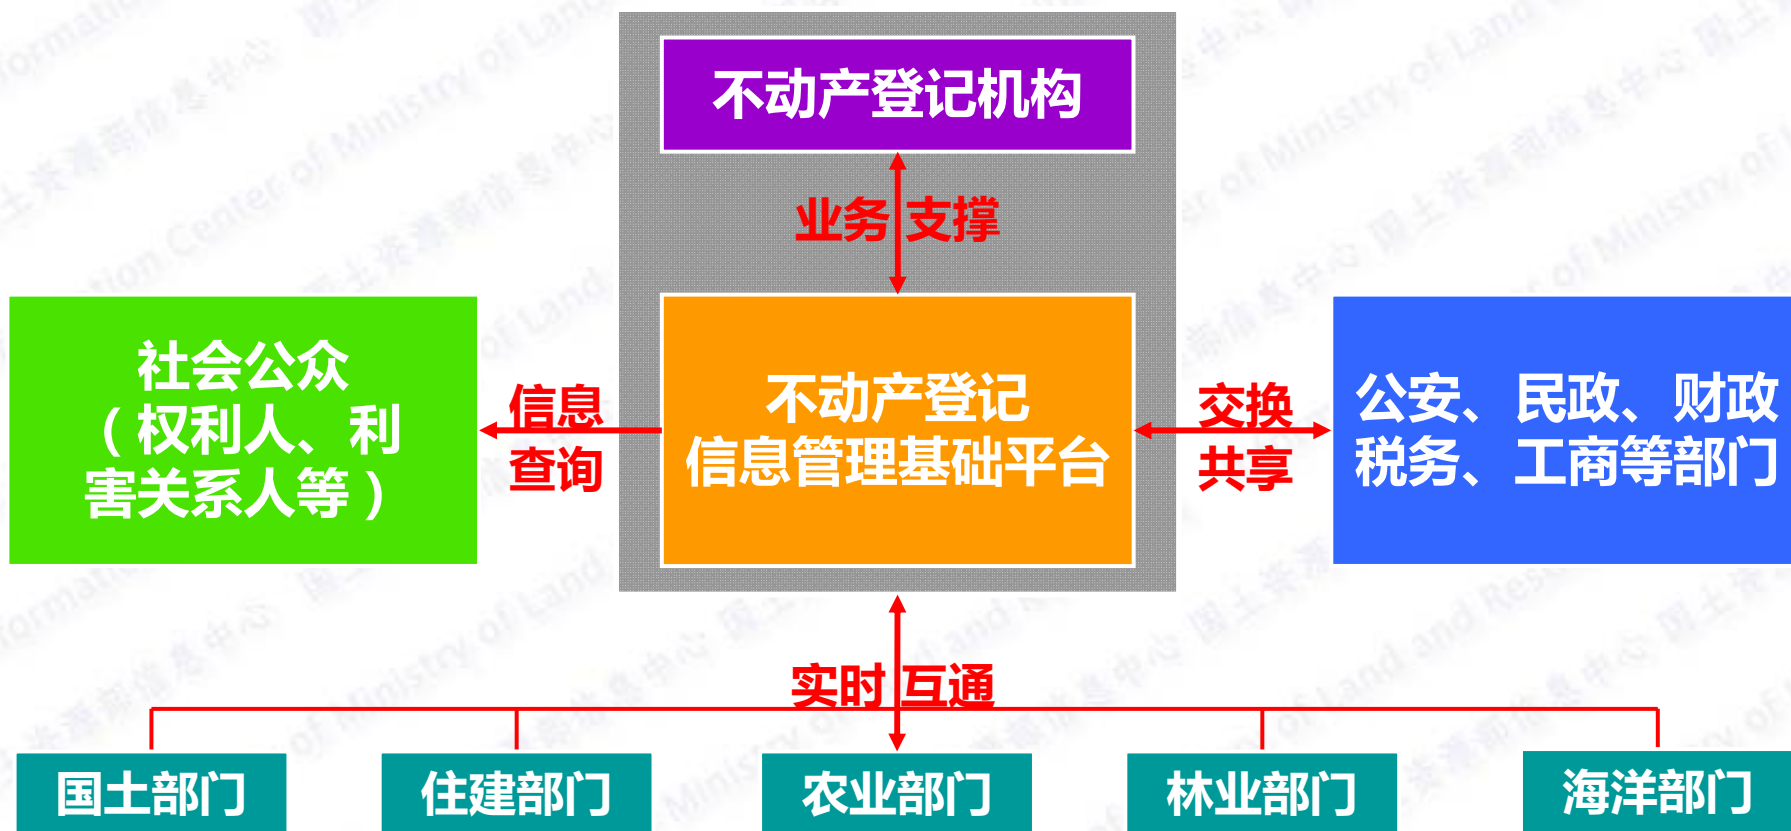 不动产登记机构
业务 支撑
社会公众
（权利人、利
害关系人等）
信息
查询
不动产登记
信息管理基础平台
交换
共享
公安、民政、财政
税务、工商等部门
实时 互通
国土部门
住建部门
农业部门
林业部门
海洋部门